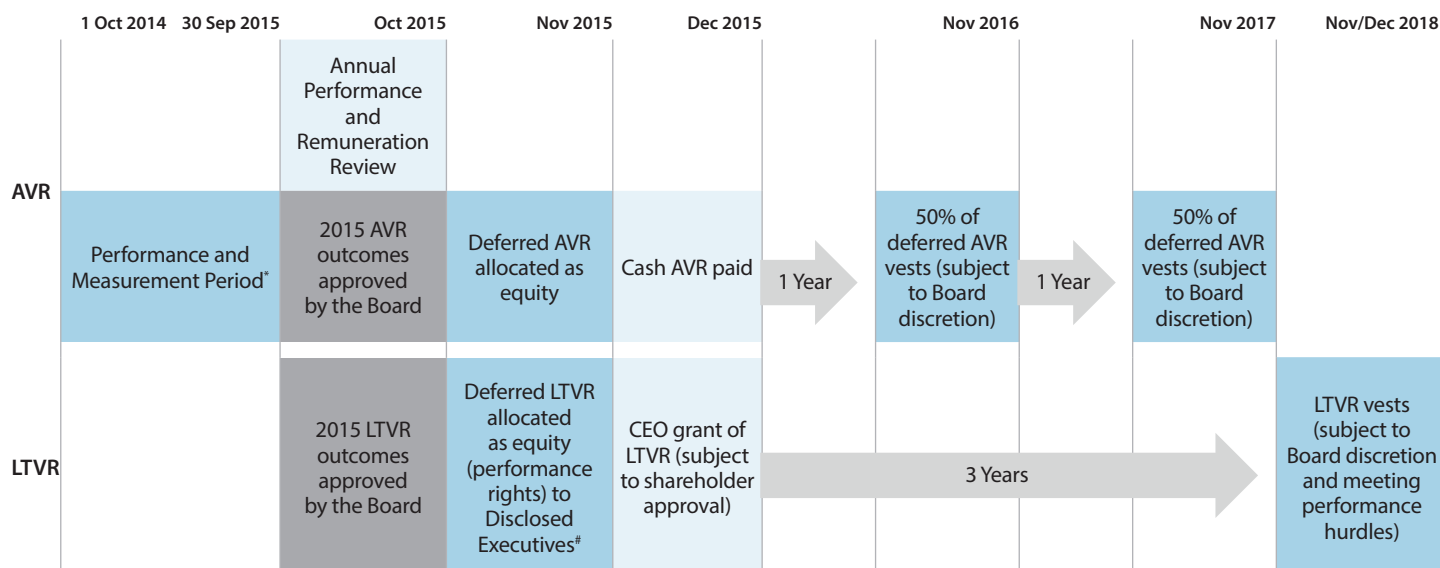 1 Oct 2014 30 Sep 2015 Oct 2015 Nov 2015 Dec 2015 Nov 2016 Nov 2017 Nov/Dec 2018
Annual
Performance
and
Remuneration
Review
AVR
Performance and
Measurement Period*
2015 AVR
outcomes
approved
by the Board
Deferred AVR
allocated as
equity
Cash AVR paid
1 Year
50% of
deferred AVR
vests (subject
to Board
discretion)
1 Year
50% of
deferred AVR
vests (subject
to Board
discretion)
LTVR
2015 LTVR
outcomes
approved
by the Board
Deferred LTVR
allocated
as equity
(performance
rights) to
Disclosed
Executives#
CEO grant of
LTVR (subject
to shareholder
approval)
3 Years
LTVR vests
(subject to
Board discretion
and meeting
performance
hurdles)